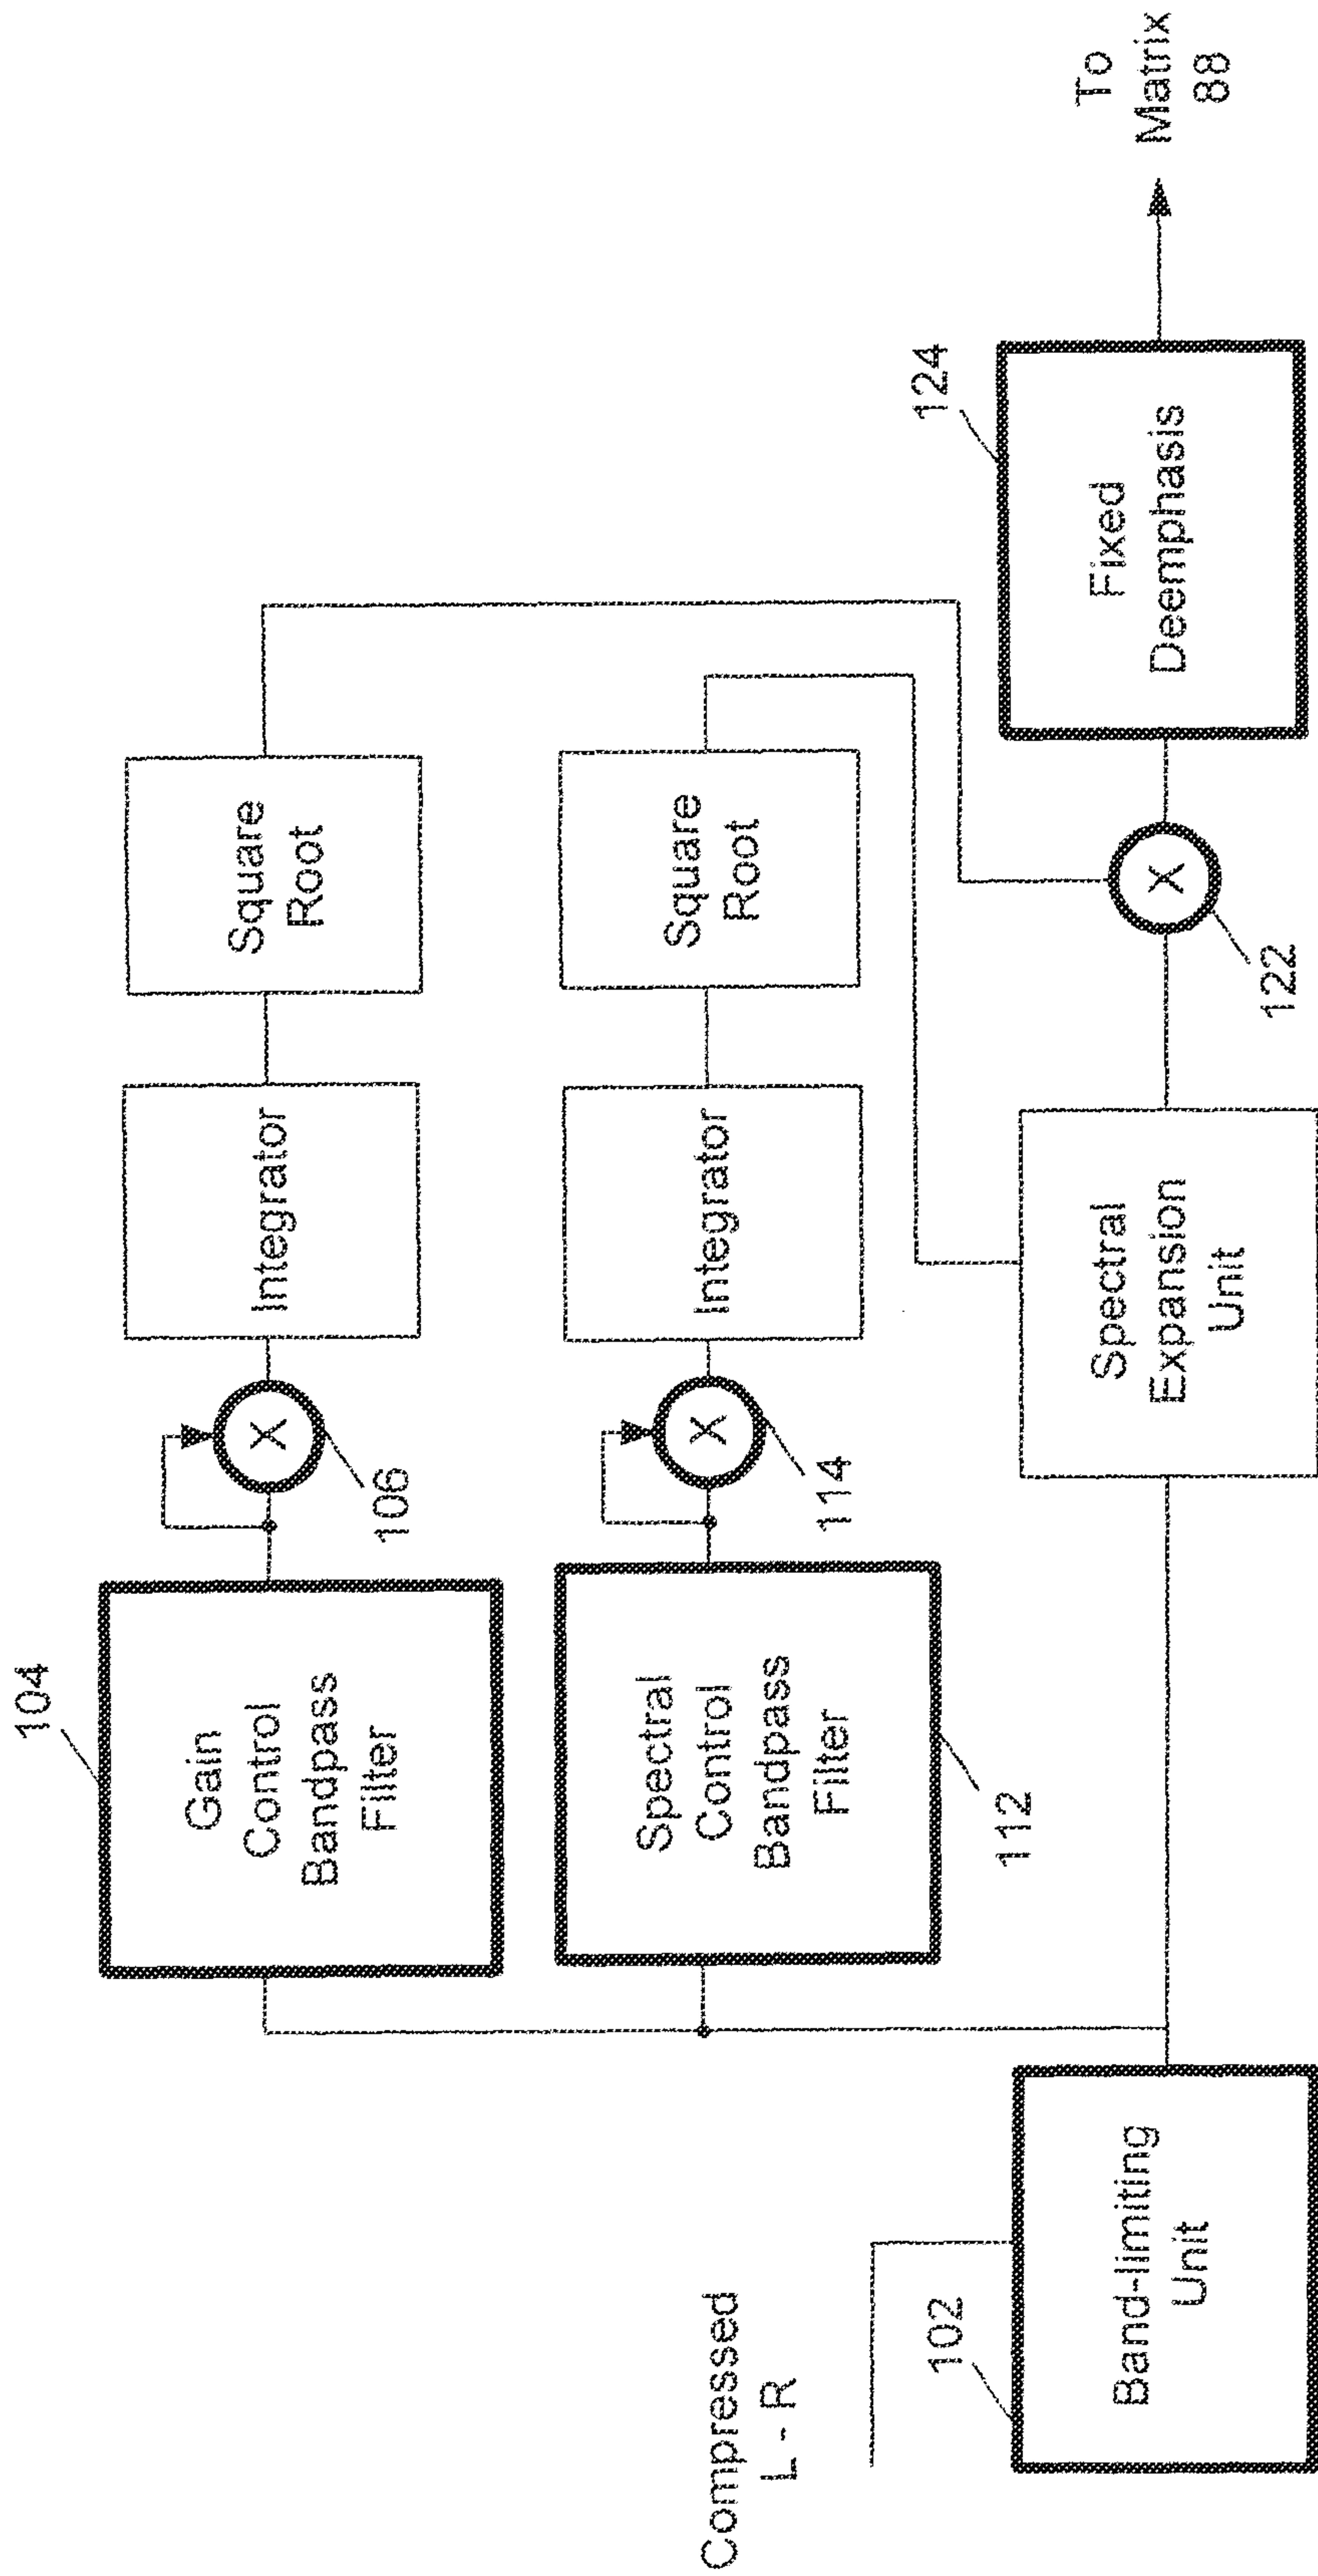 104
Gain
Control
Bandpass
Filter
X
106
Integrator
Square
Root
Spectral
Control
Bandpass
Filter
112
X
114
Integrator
Square
Root
Compressed
L - R
102
Band-limiting
Unit
Spectral
Expansion
Unit
X
122
124
Fixed
Deemphasis
To
Matrix
88